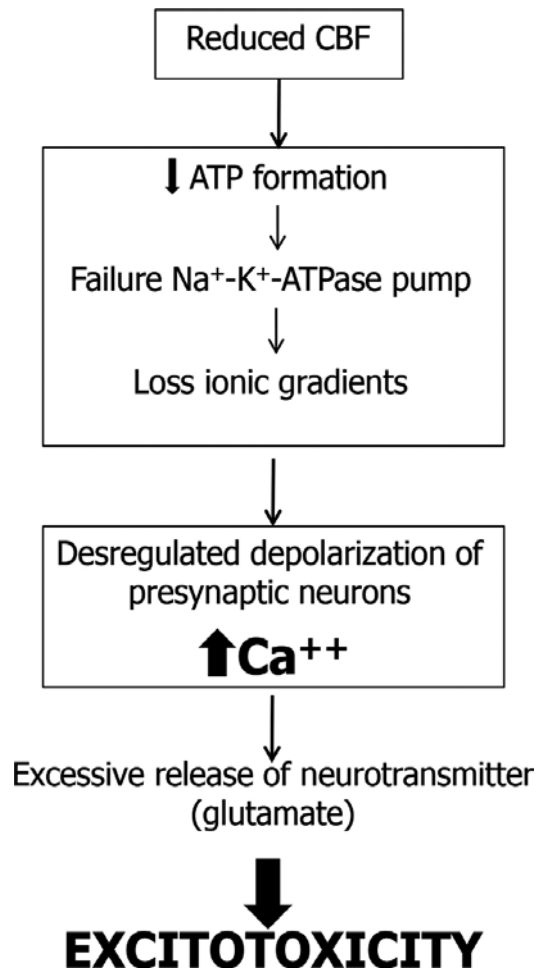 Reduced CBF
ATP formation
Failure Na⁺-K⁺-ATPase pump
Loss ionic gradients
Desregulated depolarization of
presynaptic neurons
Ca⁺⁺
Excessive release of neurotransmitter
(glutamate)
EXCITOTOXICITY